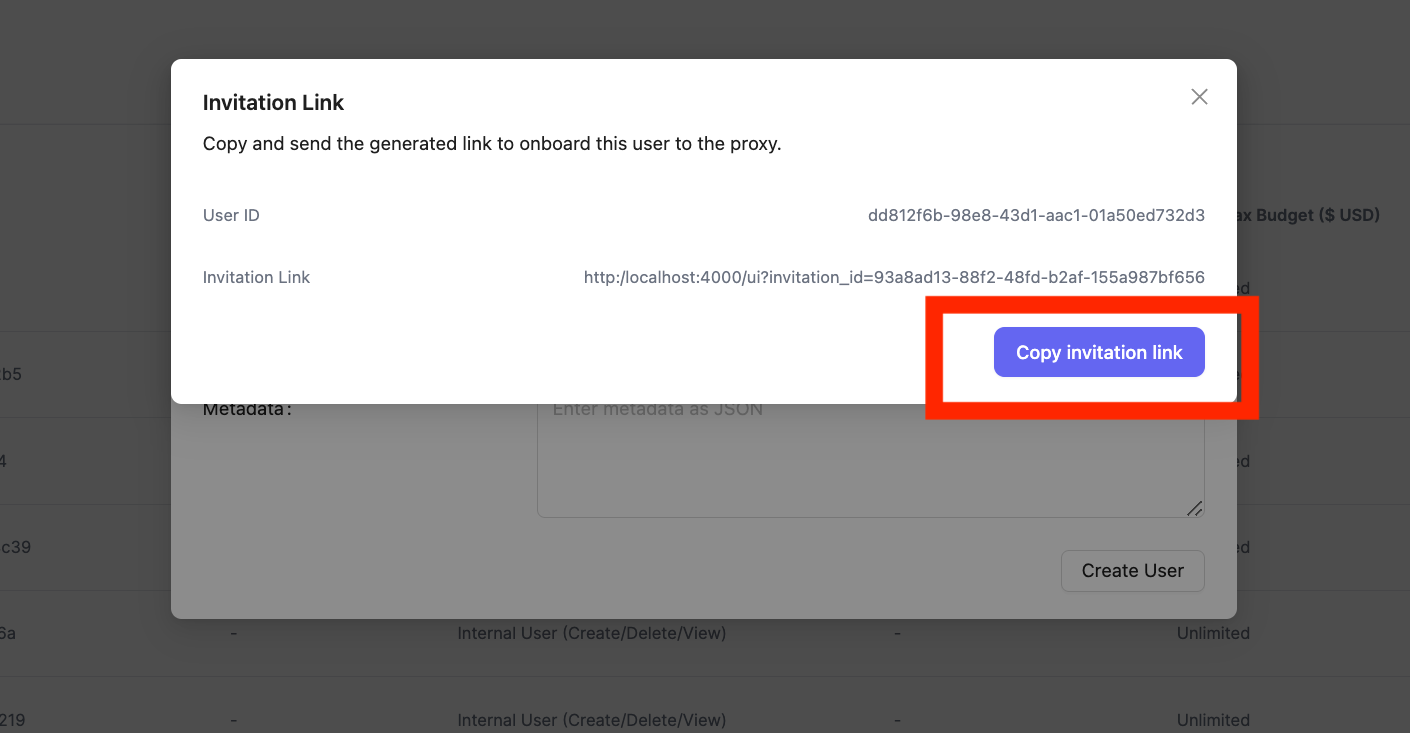 Invitation Link
Copy and send the generated link to onboard this user to the proxy.
User ID dd812f6b-98e8-43d1-aac1-01a50ed732d3
ax Budget ($ USD)
Invitation Link http:/localhost:4000/ui?invitation_id=93a8ad13-88f2-48fd-b2af-155a987bf656
ed
Copy invitation link
b5
Metadata :
Enter metadata as JSON
4 ed
c39 ed
Create User
6a - Internal User (Create/Delete/View) - Unlimited
219 - Internal User (Create/Delete/View) - Unlimited